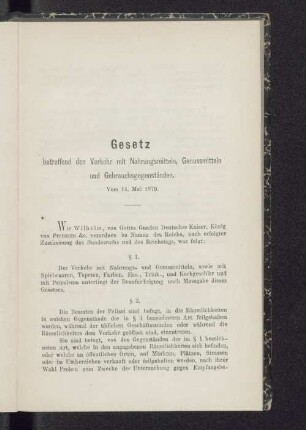 Gesetz
betreffend den Verkehr mit Nahrungsmitteln, Genussmitteln
und Gebrauchsgegenständen.
Vom 14. Mai 1879.
Wir Wilhelm, von Gottes Gnaden Deutscher Kaiser, König
von Preussen &c. verordnen im Namen des Reichs, nach erfolgter
Zustimmung des Bundesraths und des Reichstags, was folgt:
§ 1.
Der Verkehr mit Nahrungs- und Genussmitteln, sowie mit
Spielwaaren, Tapeten, Farben, Ess-, Trink- und Kochgeschirr und
mit Petroleum unterliegt der Beaufsichtigung nach Maassgabe dieses
Gesetzes.
§ 2.
Die Beamten der Polizei sind befugt, in die Räumlichkeiten
in welchen Gegenstände der in § 1 bezeichneten Art feilgehalten
werden, während der üblichen Geschäftsstunden oder während die
Räumlichkeiten dem Verkehr geöffnet sind, einzutreten.
Sie sind befugt, von den Gegenständen der in § 1 bezeich-
neten Art, welche in den angegebenen Räumlichkeiten sich befinden,
oder welche an öffentlichen Orten, auf Märkten, Plätzen, Strassen
oder im Umherziehen verkauft oder feilgehalten werden, nach ihrer
Wahl Proben zum Zwecke der Untersuchung gegen Empfangsbe-